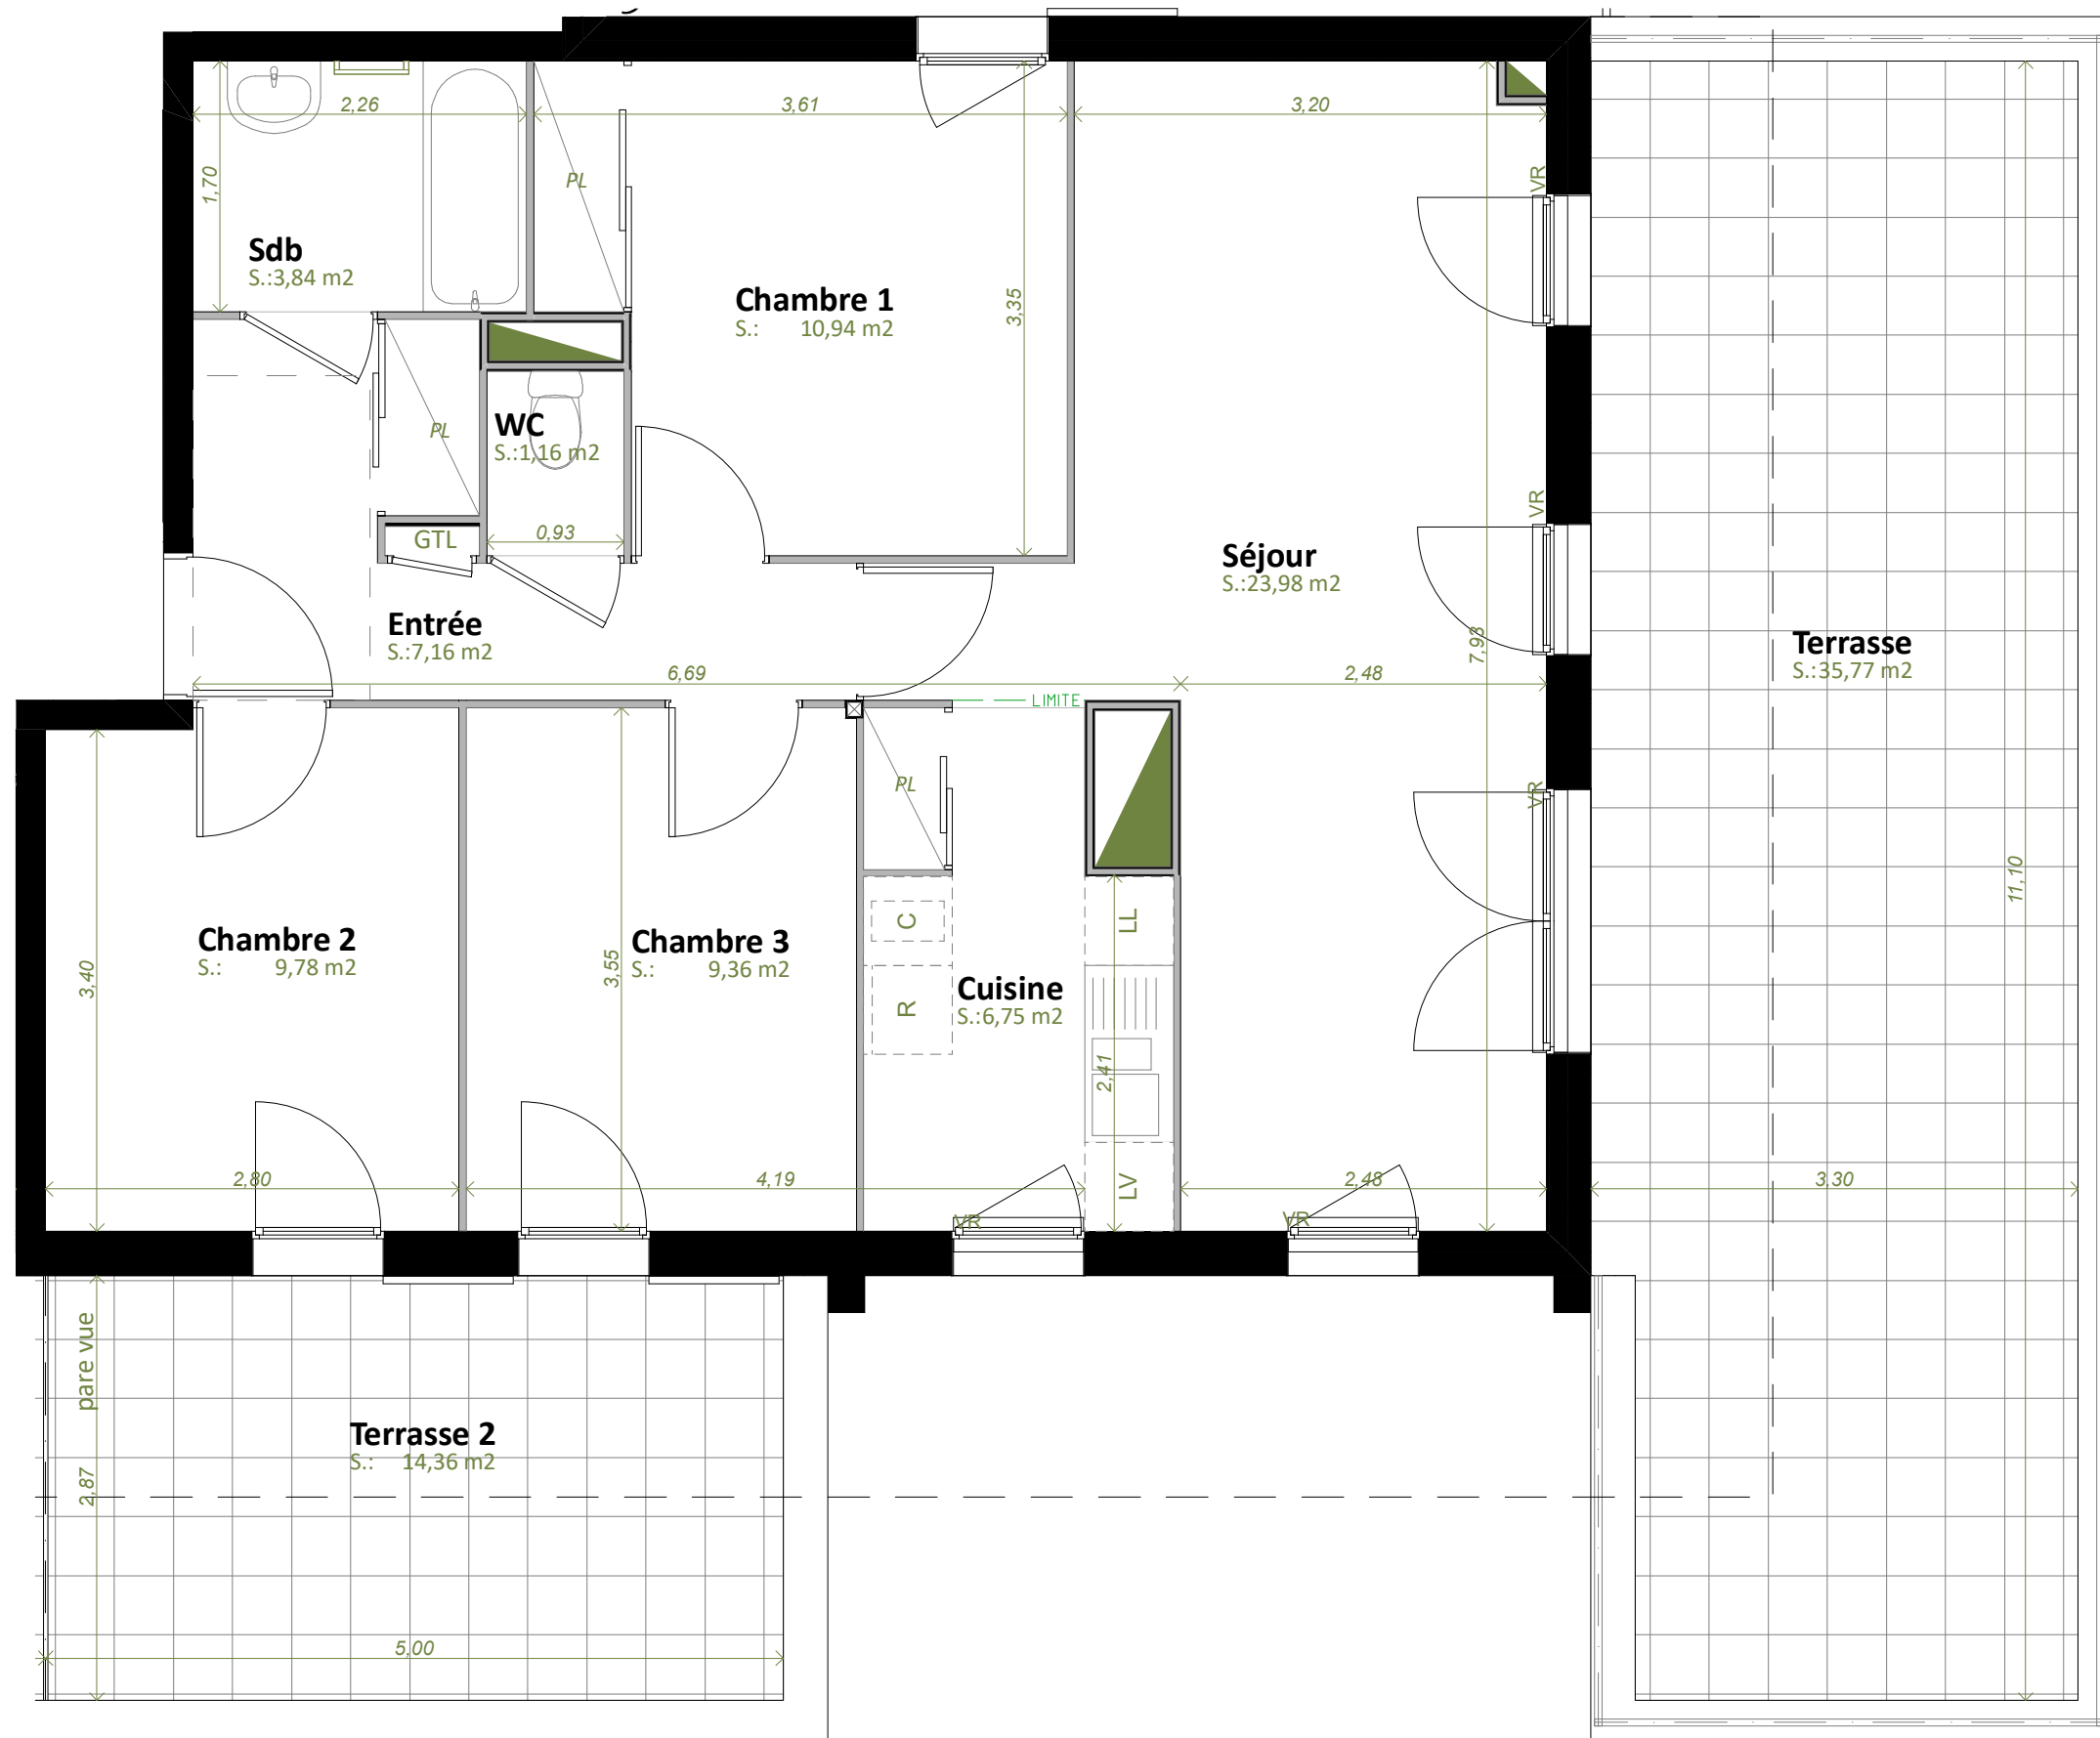 2,26
3,61
3,20
1,70
PL
VR
Sdb
S.:3,84 m2
Chambre 1
S.: 10,94 m2
3,35
PL
WC
S.:1,16 m2
VR
GTL
0,93
Séjour
S.:23,98 m2
7,93
Entrée
S.:7,16 m2
Terrasse
S.:35,77 m2
6,69
2,48
LIMITE
PL
VR
11,10
C
LL
Chambre 2
S.: 9,78 m2
3,40
Chambre 3
S.: 9,36 m2
3,55
Cuisine
S.:6,75 m2
R
2,41
2,80
4,19
LV
2,48
3,30
VR
VR
pare vue
Terrasse 2
S.: 14,36 m2
2,87
5,00